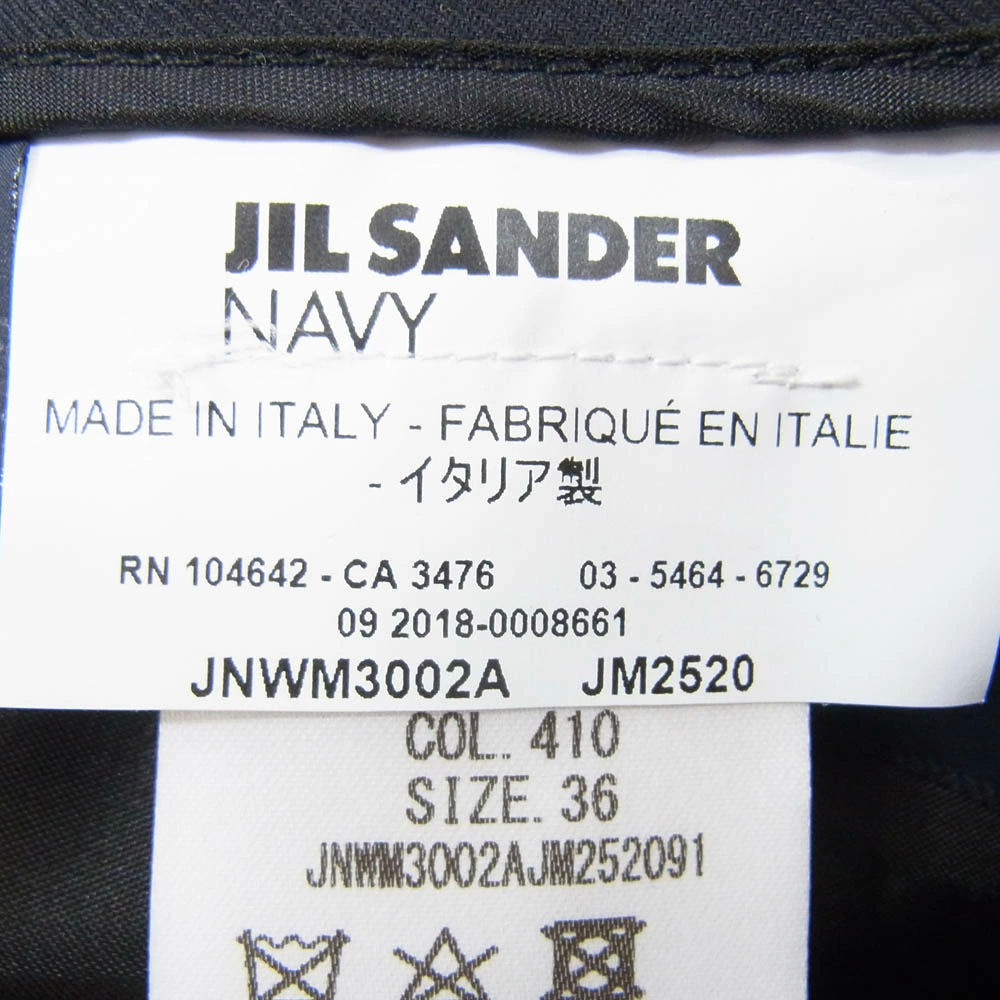 JIL SANDER
NAVY
MADE IN ITALY - FABRIQUÉ EN ITALIE
- イタリア製
RN 104642 - CA 3476 03 - 5464 - 6729
09 2018-0008661
JNWM3002A JM2520
COL. 410
SIZE. 36
JNWM3002AJM252091